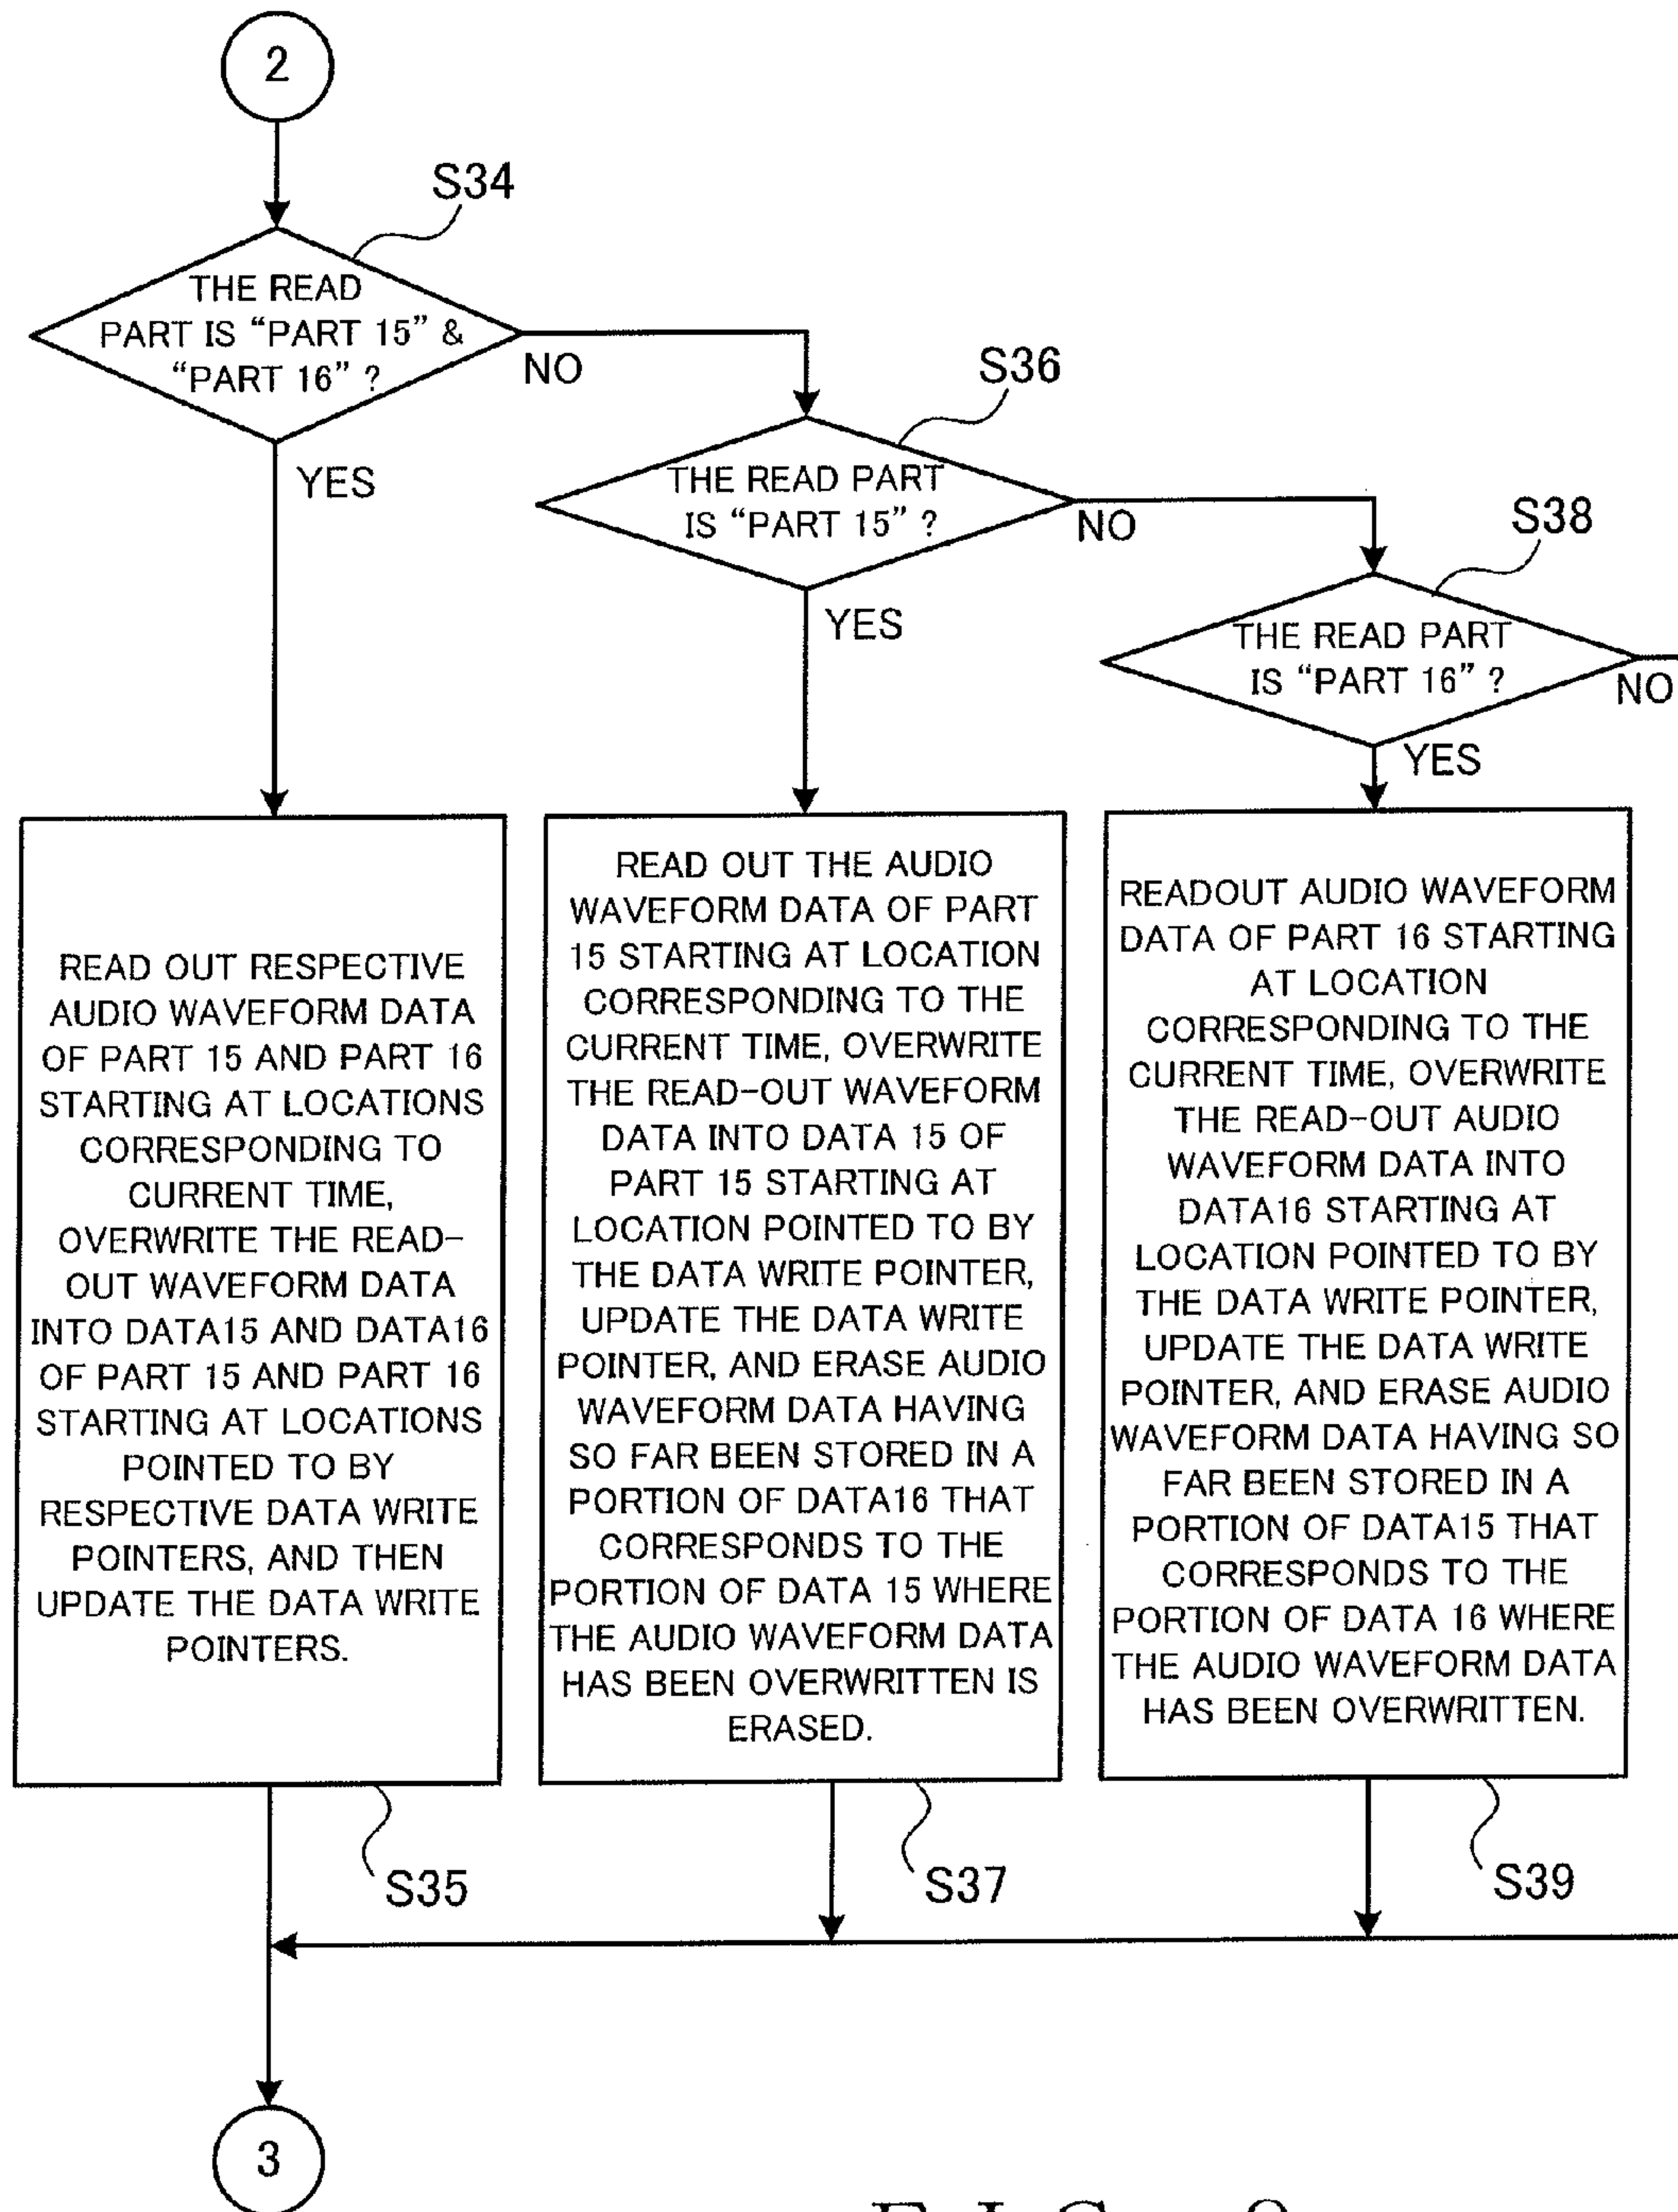 2
S34
THE READ
PART IS “PART 15” &
“PART 16” ?
NO
YES
S36
THE READ PART
IS “PART 15” ?
NO
YES
S38
THE READ PART
IS “PART 16” ?
NO
YES
READ OUT RESPECTIVE
AUDIO WAVEFORM DATA
OF PART 15 AND PART 16
STARTING AT LOCATIONS
CORRESPONDING TO
CURRENT TIME,
OVERWRITE THE READ-
OUT WAVEFORM DATA
INTO DATA15 AND DATA16
OF PART 15 AND PART 16
STARTING AT LOCATIONS
POINTED TO BY
RESPECTIVE DATA WRITE
POINTERS, AND THEN
UPDATE THE DATA WRITE
POINTERS.
S35
READ OUT THE AUDIO
WAVEFORM DATA OF PART
15 STARTING AT LOCATION
CORRESPONDING TO THE
CURRENT TIME, OVERWRITE
THE READ-OUT WAVEFORM
DATA INTO DATA 15 OF
PART 15 STARTING AT
LOCATION POINTED TO BY
THE DATA WRITE POINTER,
UPDATE THE DATA WRITE
POINTER, AND ERASE AUDIO
WAVEFORM DATA HAVING
SO FAR BEEN STORED IN A
PORTION OF DATA16 THAT
CORRESPONDS TO THE
PORTION OF DATA 15 WHERE
THE AUDIO WAVEFORM DATA
HAS BEEN OVERWRITTEN IS
ERASED.
S37
READOUT AUDIO WAVEFORM
DATA OF PART 16 STARTING
AT LOCATION
CORRESPONDING TO THE
CURRENT TIME, OVERWRITE
THE READ-OUT AUDIO
WAVEFORM DATA INTO
DATA16 STARTING AT
LOCATION POINTED TO BY
THE DATA WRITE POINTER,
UPDATE THE DATA WRITE
POINTER, AND ERASE AUDIO
WAVEFORM DATA HAVING SO
FAR BEEN STORED IN A
PORTION OF DATA15 THAT
CORRESPONDS TO THE
PORTION OF DATA 16 WHERE
THE AUDIO WAVEFORM DATA
HAS BEEN OVERWRITTEN.
S39
3